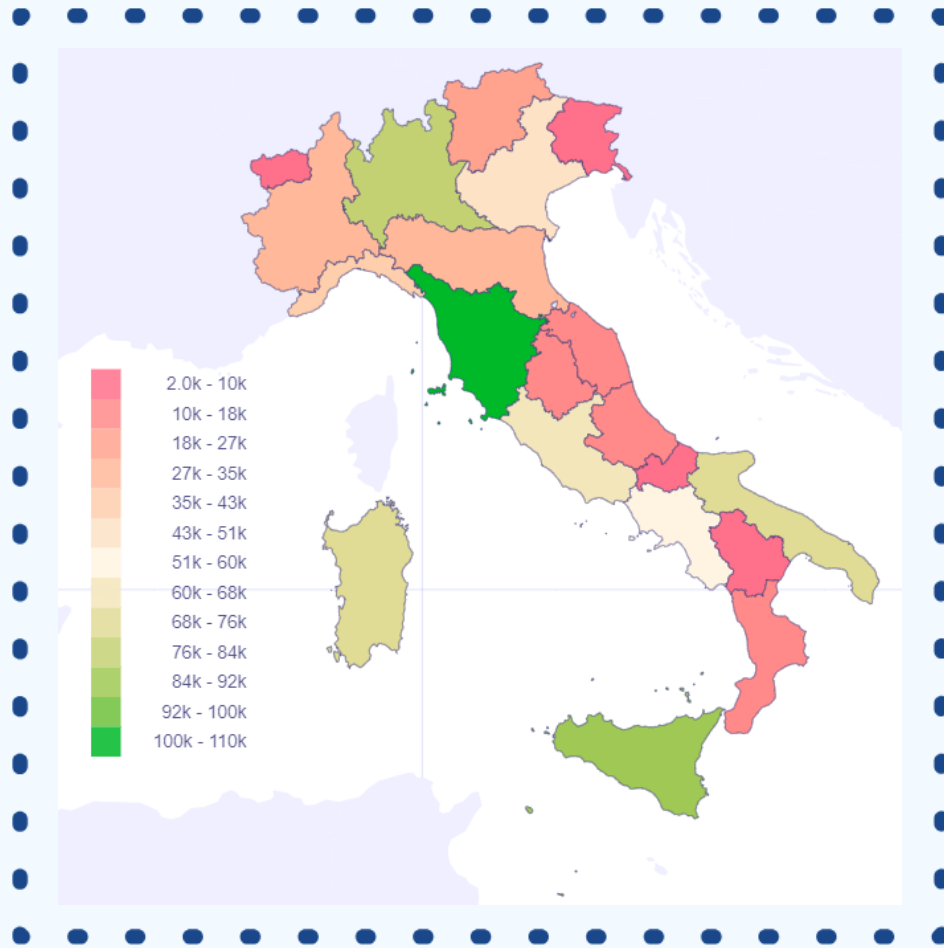 2.0k - 10k
10k - 18k
18k - 27k
27k - 35k
35k - 43k
43k - 51k
51k - 60k
60k - 68k
68k - 76k
76k - 84k
84k - 92k
92k - 100k
100k - 110k